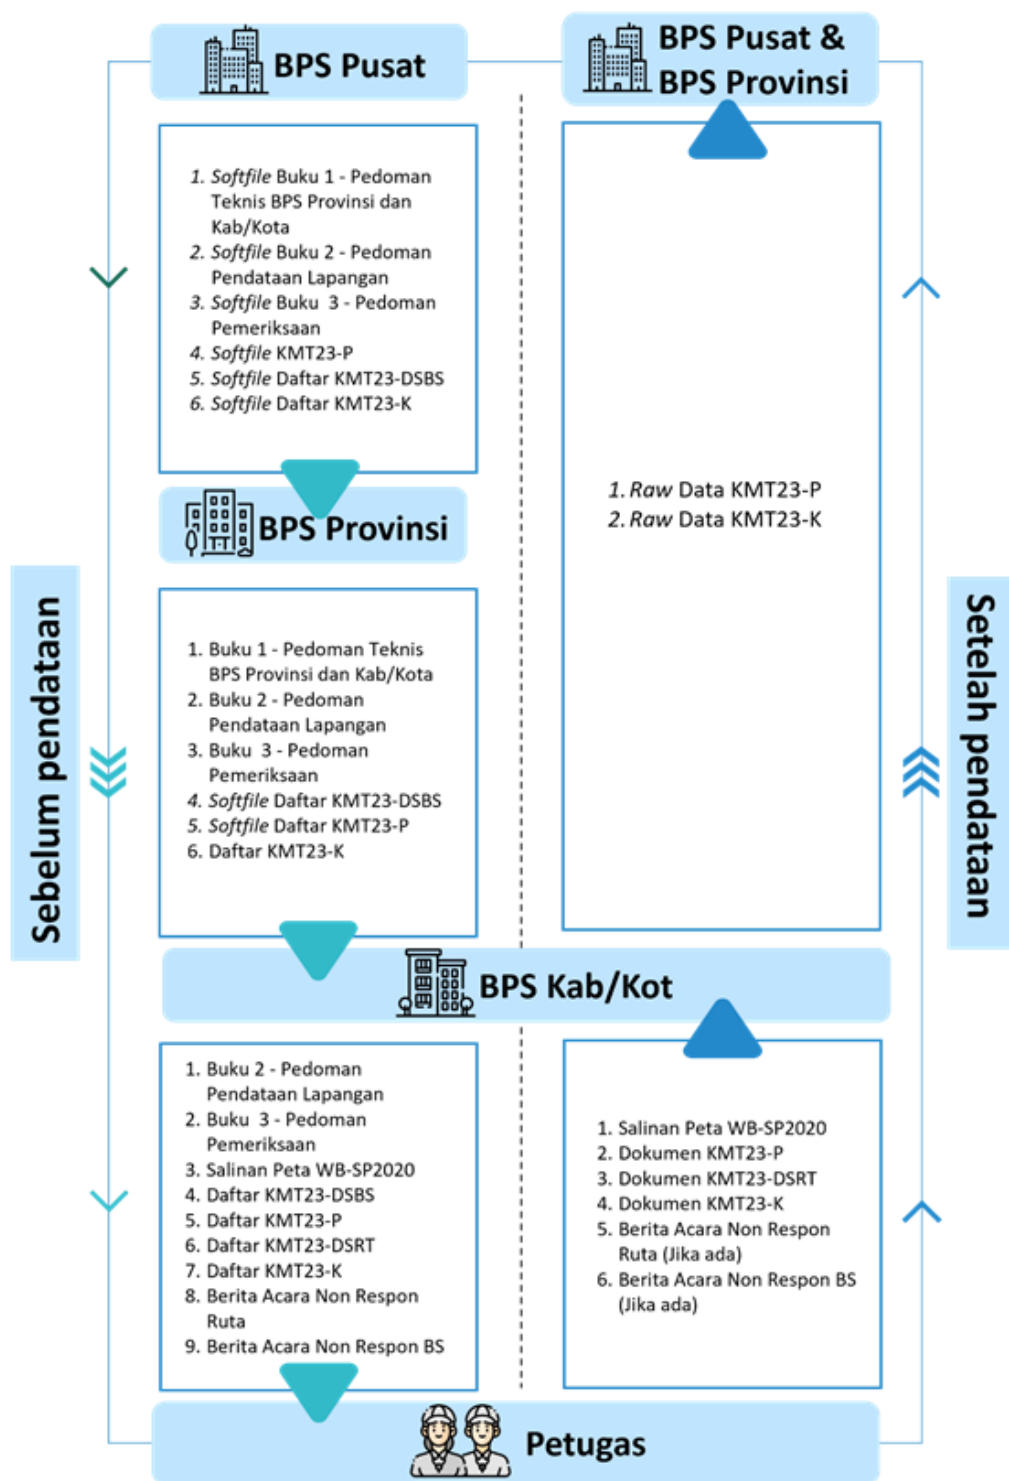 BPS Pusat
1. Softfile Buku 1 - Pedoman
Teknis BPS Provinsi dan
Kab/Kota
2. Softfile Buku 2 - Pedoman
Pendataan Lapangan
3. Softfile Buku 3 - Pedoman
Pemeriksaan
4. Softfile KMT23-P
5. Softfile Daftar KMT23-DSBS
6. Softfile Daftar KMT23-K
BPS Provinsi
Sebelum pendataan
1. Buku 1 - Pedoman Teknis
BPS Provinsi dan Kab/Kota
2. Buku 2 - Pedoman
Pendataan Lapangan
3. Buku 3 - Pedoman
Pemeriksaan
4. Softfile Daftar KMT23-DSBS
5. Softfile Daftar KMT23-P
6. Daftar KMT23-K
BPS Kab/Kot
1. Buku 2 - Pedoman
Pendataan Lapangan
2. Buku 3 - Pedoman
Pemeriksaan
3. Salinan Peta WB-SP2020
4. Daftar KMT23-DSBS
5. Daftar KMT23-P
6. Daftar KMT23-DSRT
7. Daftar KMT23-K
8. Berita Acara Non Respon
Ruta
9. Berita Acara Non Respon BS
Petugas
1. Salinan Peta WB-SP2020
2. Dokumen KMT23-P
3. Dokumen KMT23-DSRT
4. Dokumen KMT23-K
5. Berita Acara Non Respon
Ruta (Jika ada)
6. Berita Acara Non Respon BS
(Jika ada)
Setelah pendataan
1. Raw Data KMT23-P
2. Raw Data KMT23-K
BPS Pusat &
BPS Provinsi